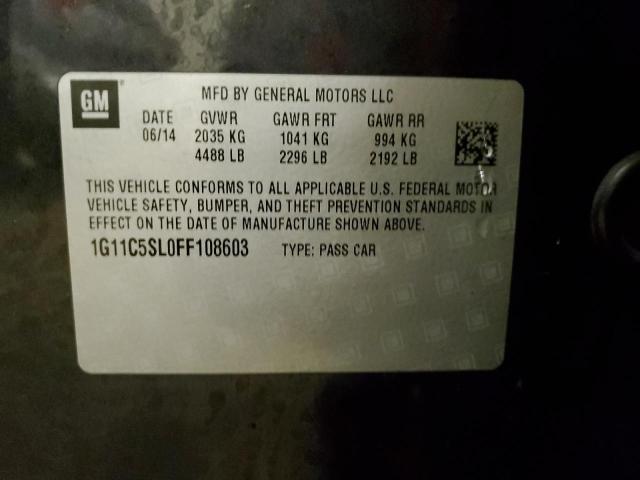 GM
MFD BY GENERAL MOTORS LLC
DATE GVWR GAWR FRT GAWR RR
06/14 2035 KG 1041 KG 994 KG
4488 LB 2296 LB 2192 LB
THIS VEHICLE CONFORMS TO ALL APPLICABLE U.S. FEDERAL MOTOR
VEHICLE SAFETY, BUMPER, AND THEFT PREVENTION STANDARDS IN
EFFECT ON THE DATE OF MANUFACTURE SHOWN ABOVE.
1G11C5SL0FF108603 TYPE: PASS CAR